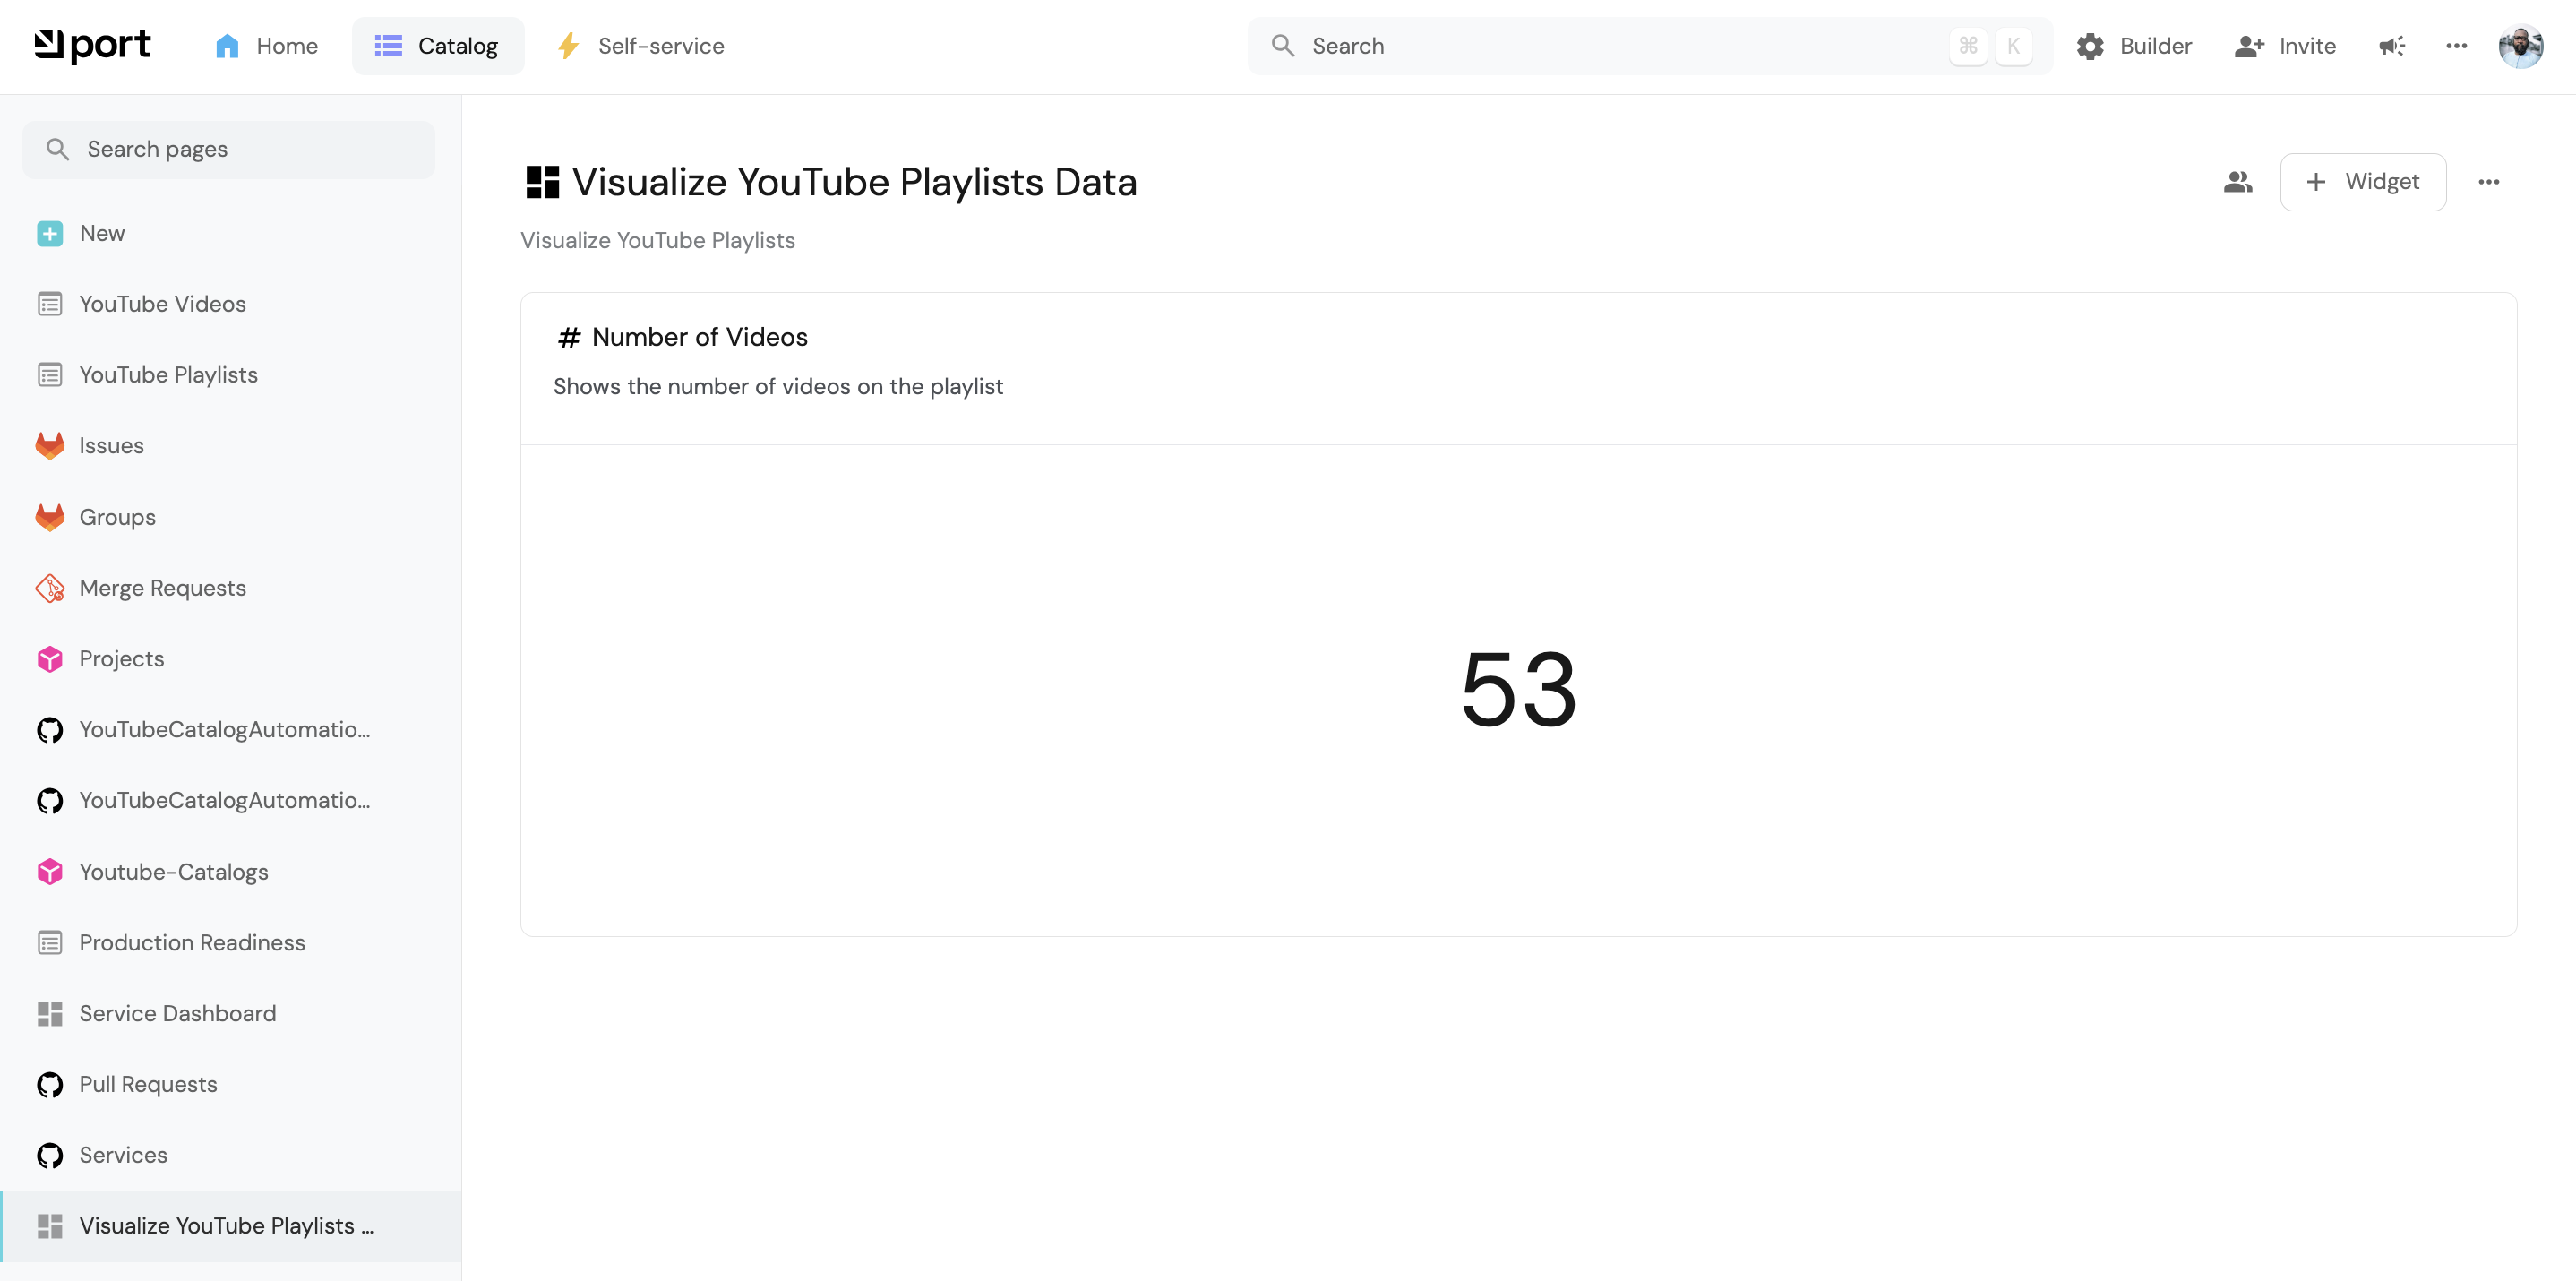 port
Home
Catalog
Self-service
Search
⌘ K
Builder
Invite
Search pages
New
YouTube Videos
YouTube Playlists
Issues
Groups
Merge Requests
Projects
YouTubeCatalogAutomatio...
YouTubeCatalogAutomatio...
Youtube-Catalogs
Production Readiness
Service Dashboard
Pull Requests
Services
Visualize YouTube Playlists ...
Visualize YouTube Playlists Data
+ Widget
Visualize YouTube Playlists
# Number of Videos
Shows the number of videos on the playlist
53